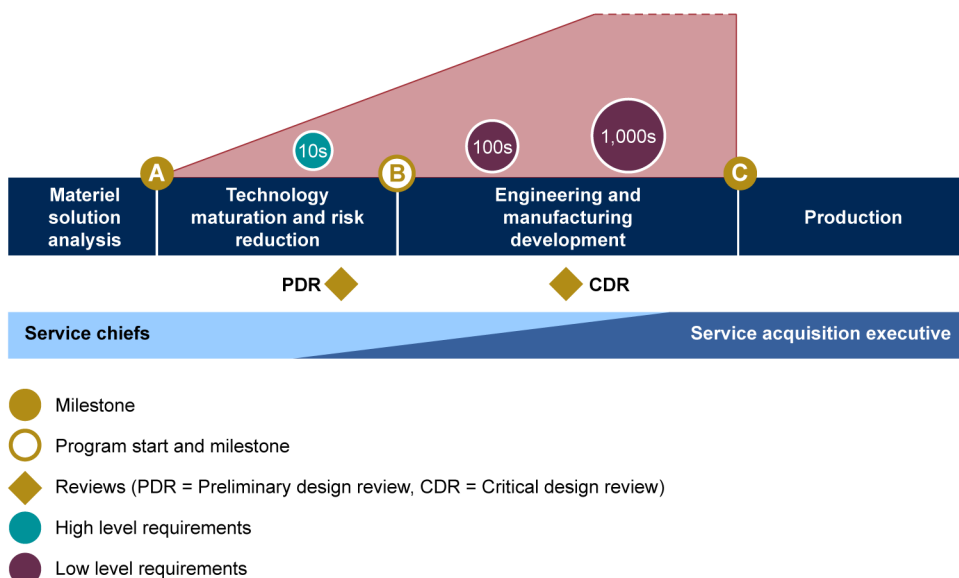 10s
100s
1,000s
A
B
C
Materiel
solution
analysis
Technology
maturation and risk
reduction
Engineering and
manufacturing
development
Production
PDR
CDR
Service chiefs
Service acquisition executive
Milestone
Program start and milestone
Reviews (PDR = Preliminary design review, CDR = Critical design review)
High level requirements
Low level requirements